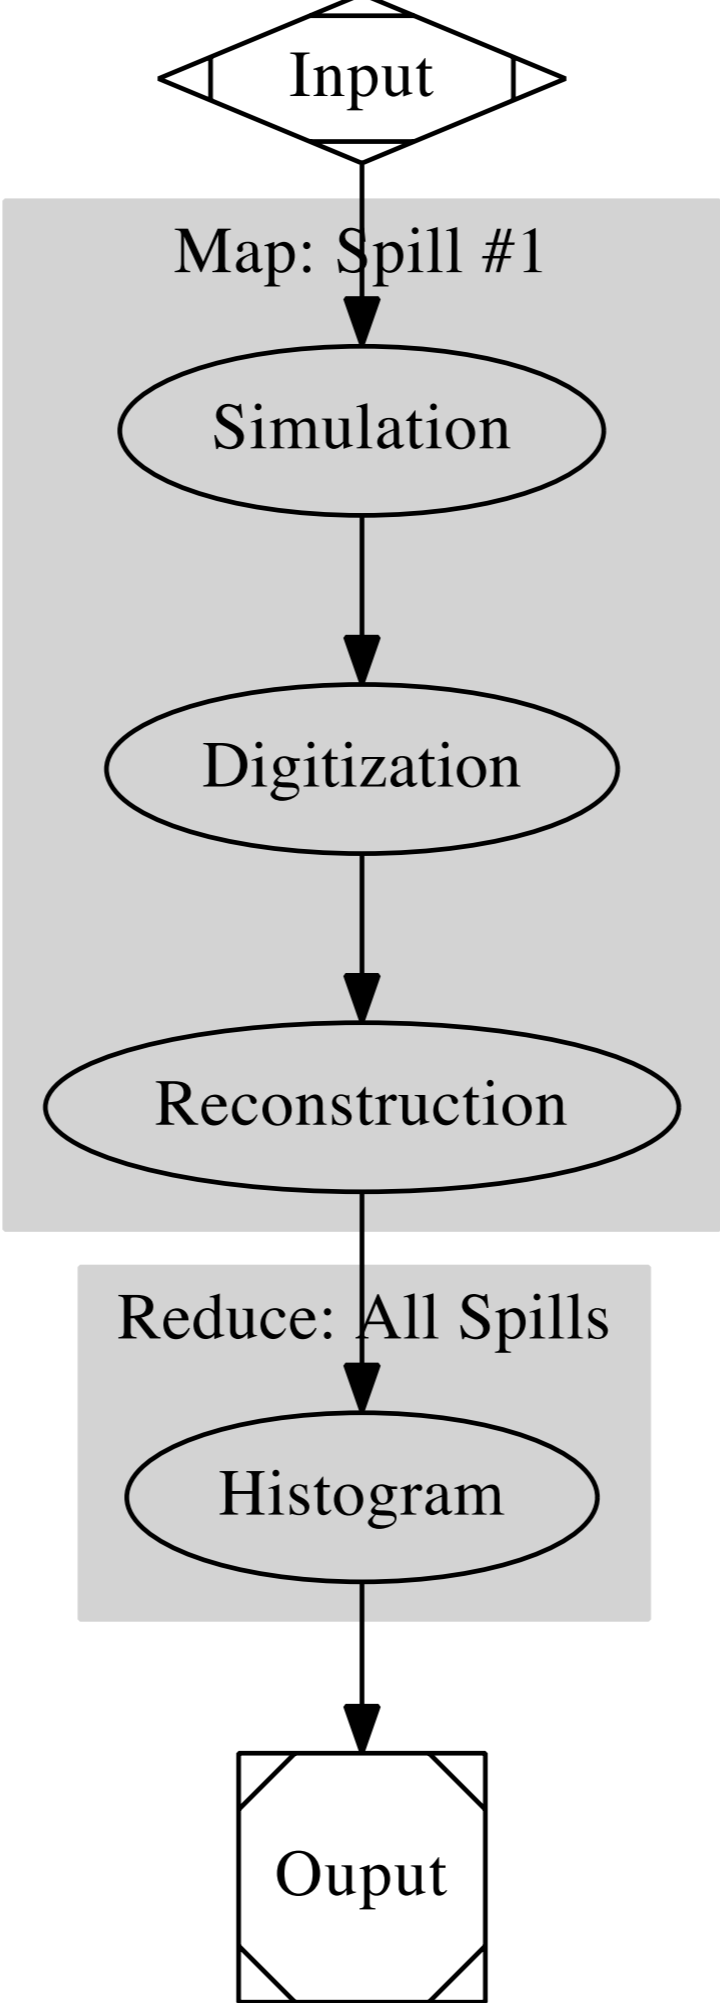 Input
Map: Spill #1
Simulation
Digitization
Reconstruction
Reduce: All Spills
Histogram
Ouput